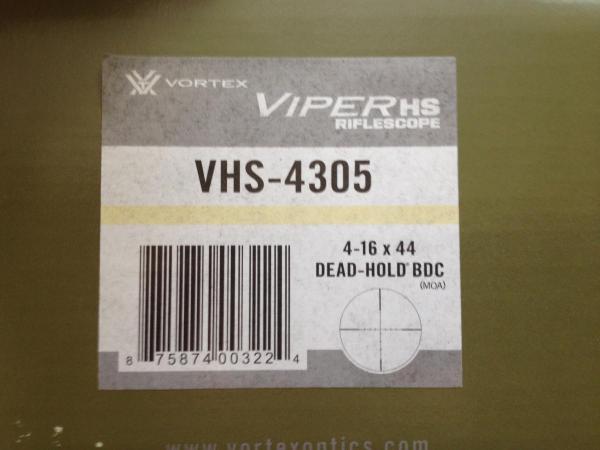 VORTEX
VIPER HS
RIFLESCOPE
VHS-4305
4-16 x 44
DEAD-HOLD® BDC
(MOA)
8 75874 00322 4
www.vortexoptics.com